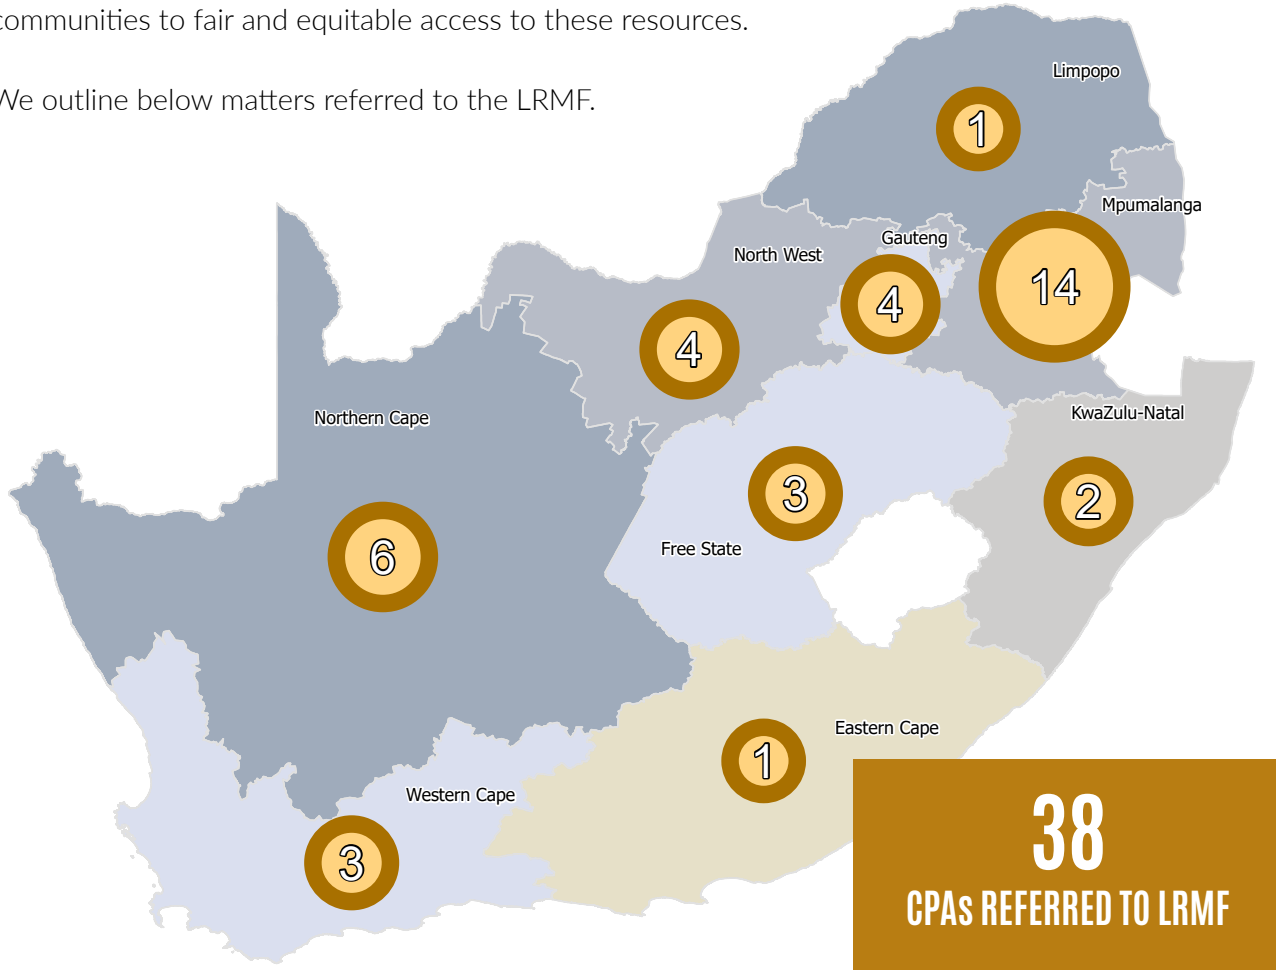 communities to fair and equitable access to these resources.
We outline below matters referred to the LRMF.
Limpopo
1
Mpumalanga
Gauteng
North West
14
4
4
KwaZulu-Natal
Northern Cape
3
2
Free State
6
Eastern Cape
1
Western Cape
3
38
CPAs REFERRED TO LRMF